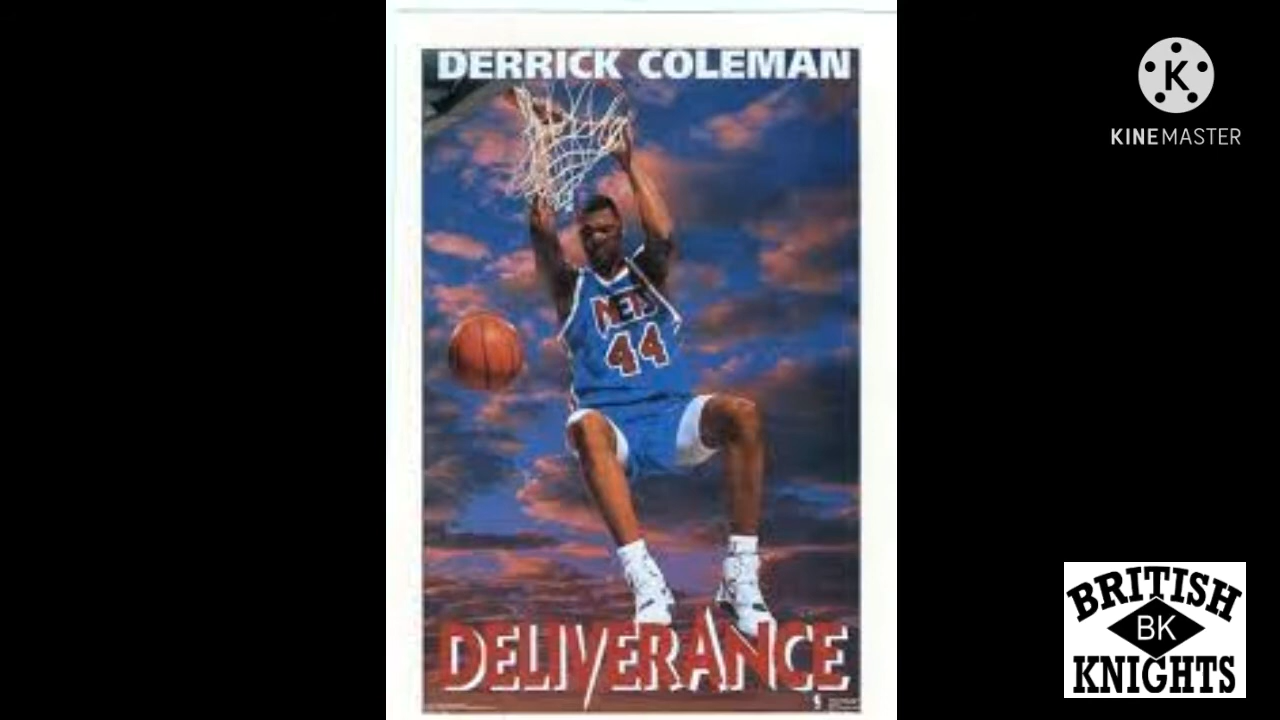 DERRICK COLEMAN
NETS
44
DELIVERANCE
K
KINEMASTER
BRITISH
BK
KNIGHTS